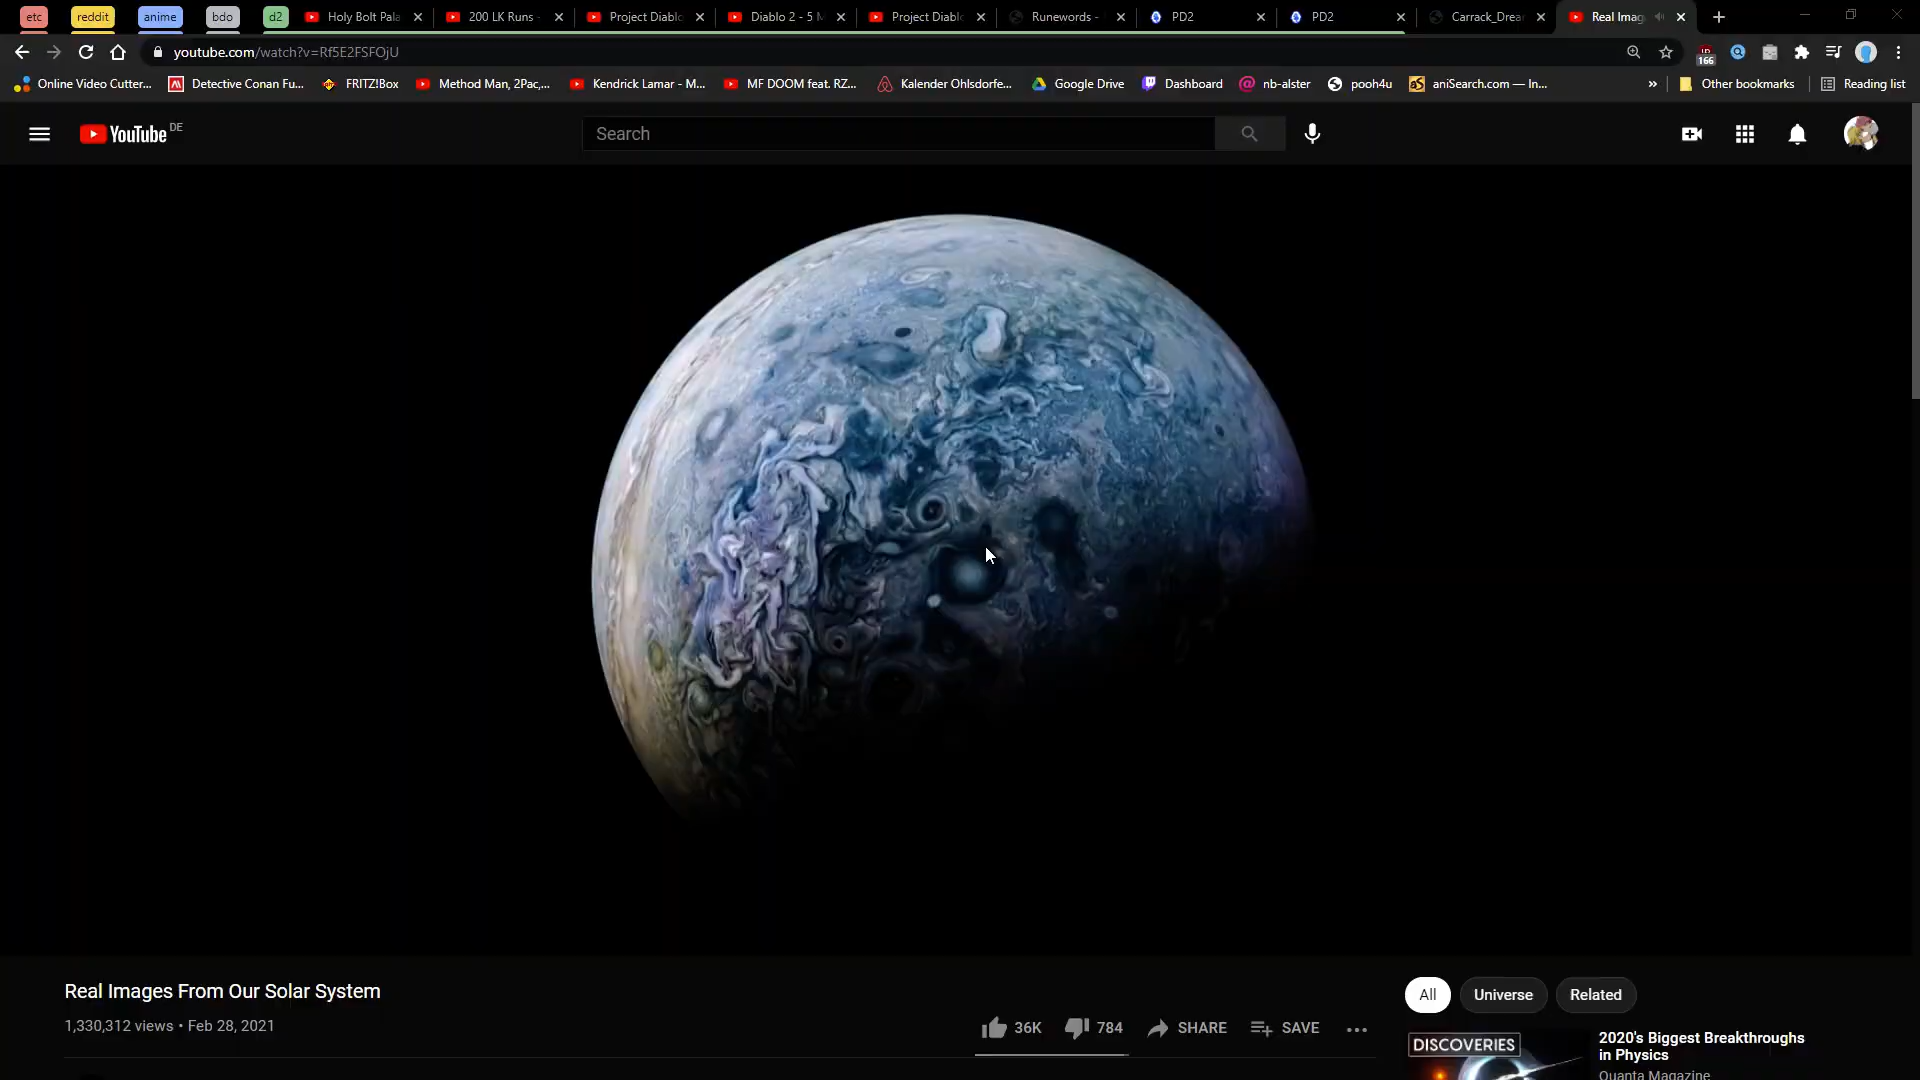 etc reddit anime bdo d2 Holy Bolt Pala 200 LK Runs - Project Diablo Diablo 2 - 5 M Project Diablo Runewords - PD2 PD2 Carrack_Drea Real Imag
youtube.com/watch?v=Rf5E2FSFOjU 166
Online Video Cutter... Detective Conan Fu... FRITZ!Box Method Man, 2Pac,... Kendrick Lamar - M... MF DOOM feat. RZ... Kalender Ohlsdorfe... Google Drive Dashboard nb-alster pooh4u aniSearch.com — In... » Other bookmarks Reading list
YouTube DE Search
Real Images From Our Solar System
1,330,312 views • Feb 28, 2021
36K 784 SHARE SAVE ...
All Universe Related
DISCOVERIES
2020's Biggest Breakthroughs
in Physics
Quanta Magazine